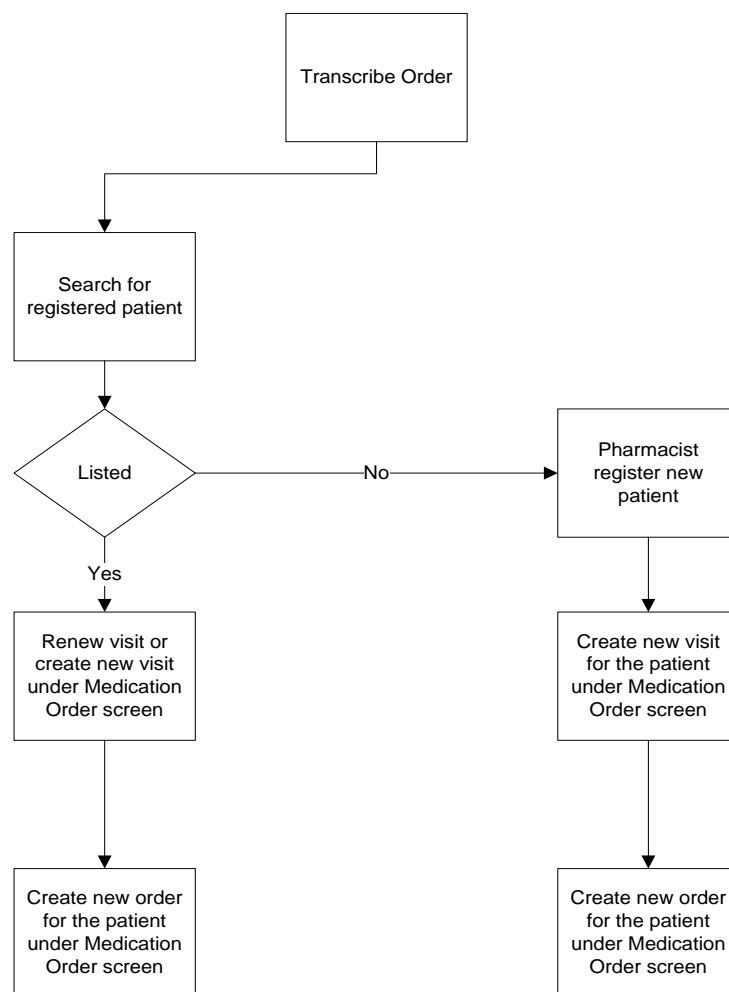 Transcribe Order
Search for
registered patient
Listed
No
Pharmacist
register new
patient
Yes
Renew visit or
create new visit
under Medication
Order screen
Create new visit
for the patient
under Medication
Order screen
Create new order
for the patient
under Medication
Order screen
Create new order
for the patient
under Medication
Order screen